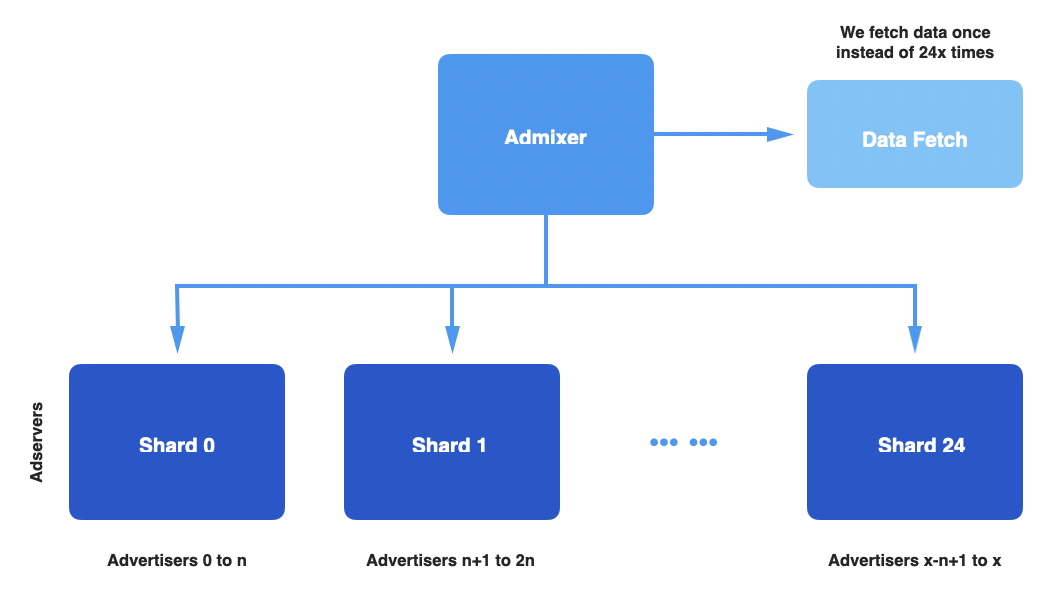 We fetch data once
instead of 24x times
Admixer
Data Fetch
Adservers
Shard 0
Shard 1
Shard 24
Advertisers 0 to n
Advertisers n+1 to 2n
Advertisers x-n+1 to x